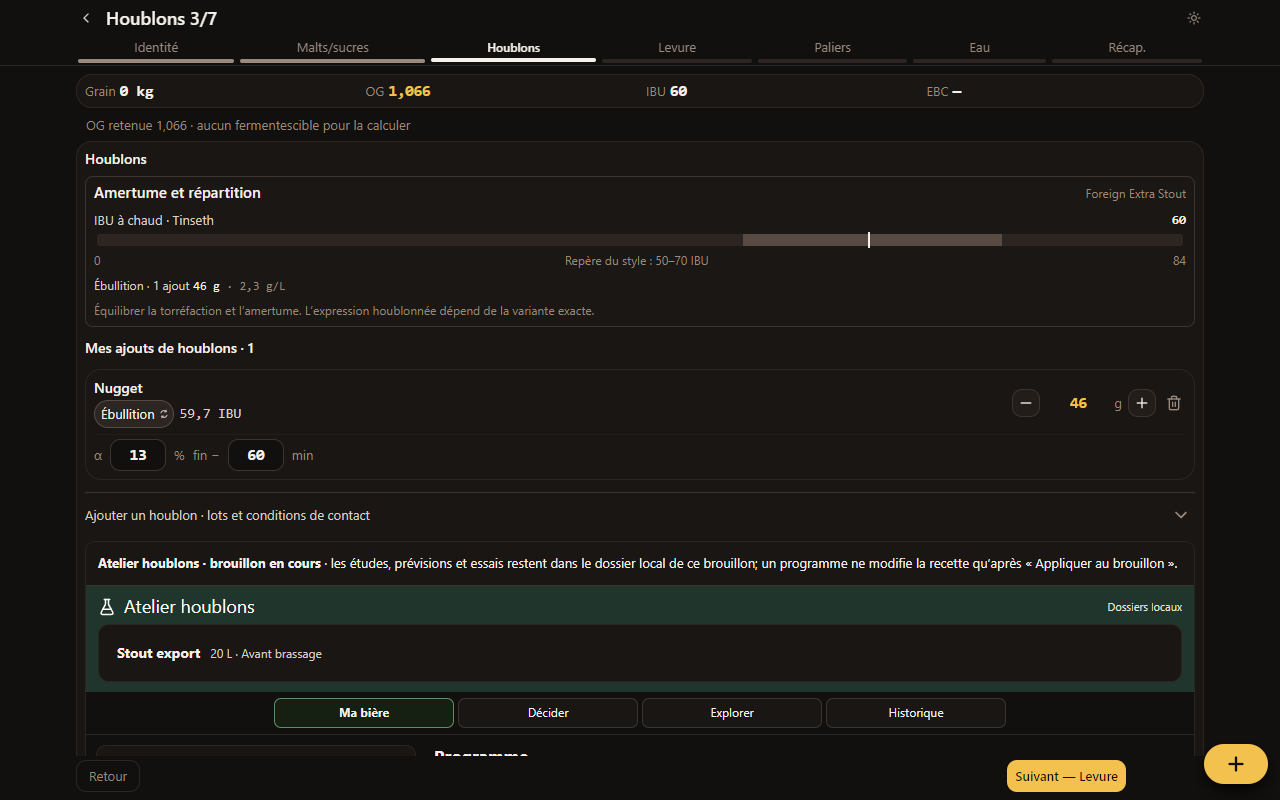 Houblons 3/7
Identité Malts/sucres Houblons Levure Paliers Eau Récap.
Grain 0 kg OG 1,066 IBU 60 EBC —
OG retenue 1,066 · aucun fermentescible pour la calculer
Houblons
Amertume et répartition Foreign Extra Stout
IBU à chaud · Tinseth 60
0 Repère du style : 50–70 IBU 84
Ébullition · 1 ajout 46 g · 2,3 g/L
Équilibrer la torréfaction et l’amertume. L’expression houblonnée dépend de la variante exacte.
Mes ajouts de houblons · 1
Nugget
Ébullition 59,7 IBU − 46 g +
α 13 % fin − 60 min
Ajouter un houblon · lots et conditions de contact
Atelier houblons · brouillon en cours · les études, prévisions et essais restent dans le dossier local de ce brouillon; un programme ne modifie la recette qu’après « Appliquer au brouillon ».
Atelier houblons Dossiers locaux
Stout export 20 L · Avant brassage
Ma bière Décider Explorer Historique
Programme
Retour Suivant — Levure +